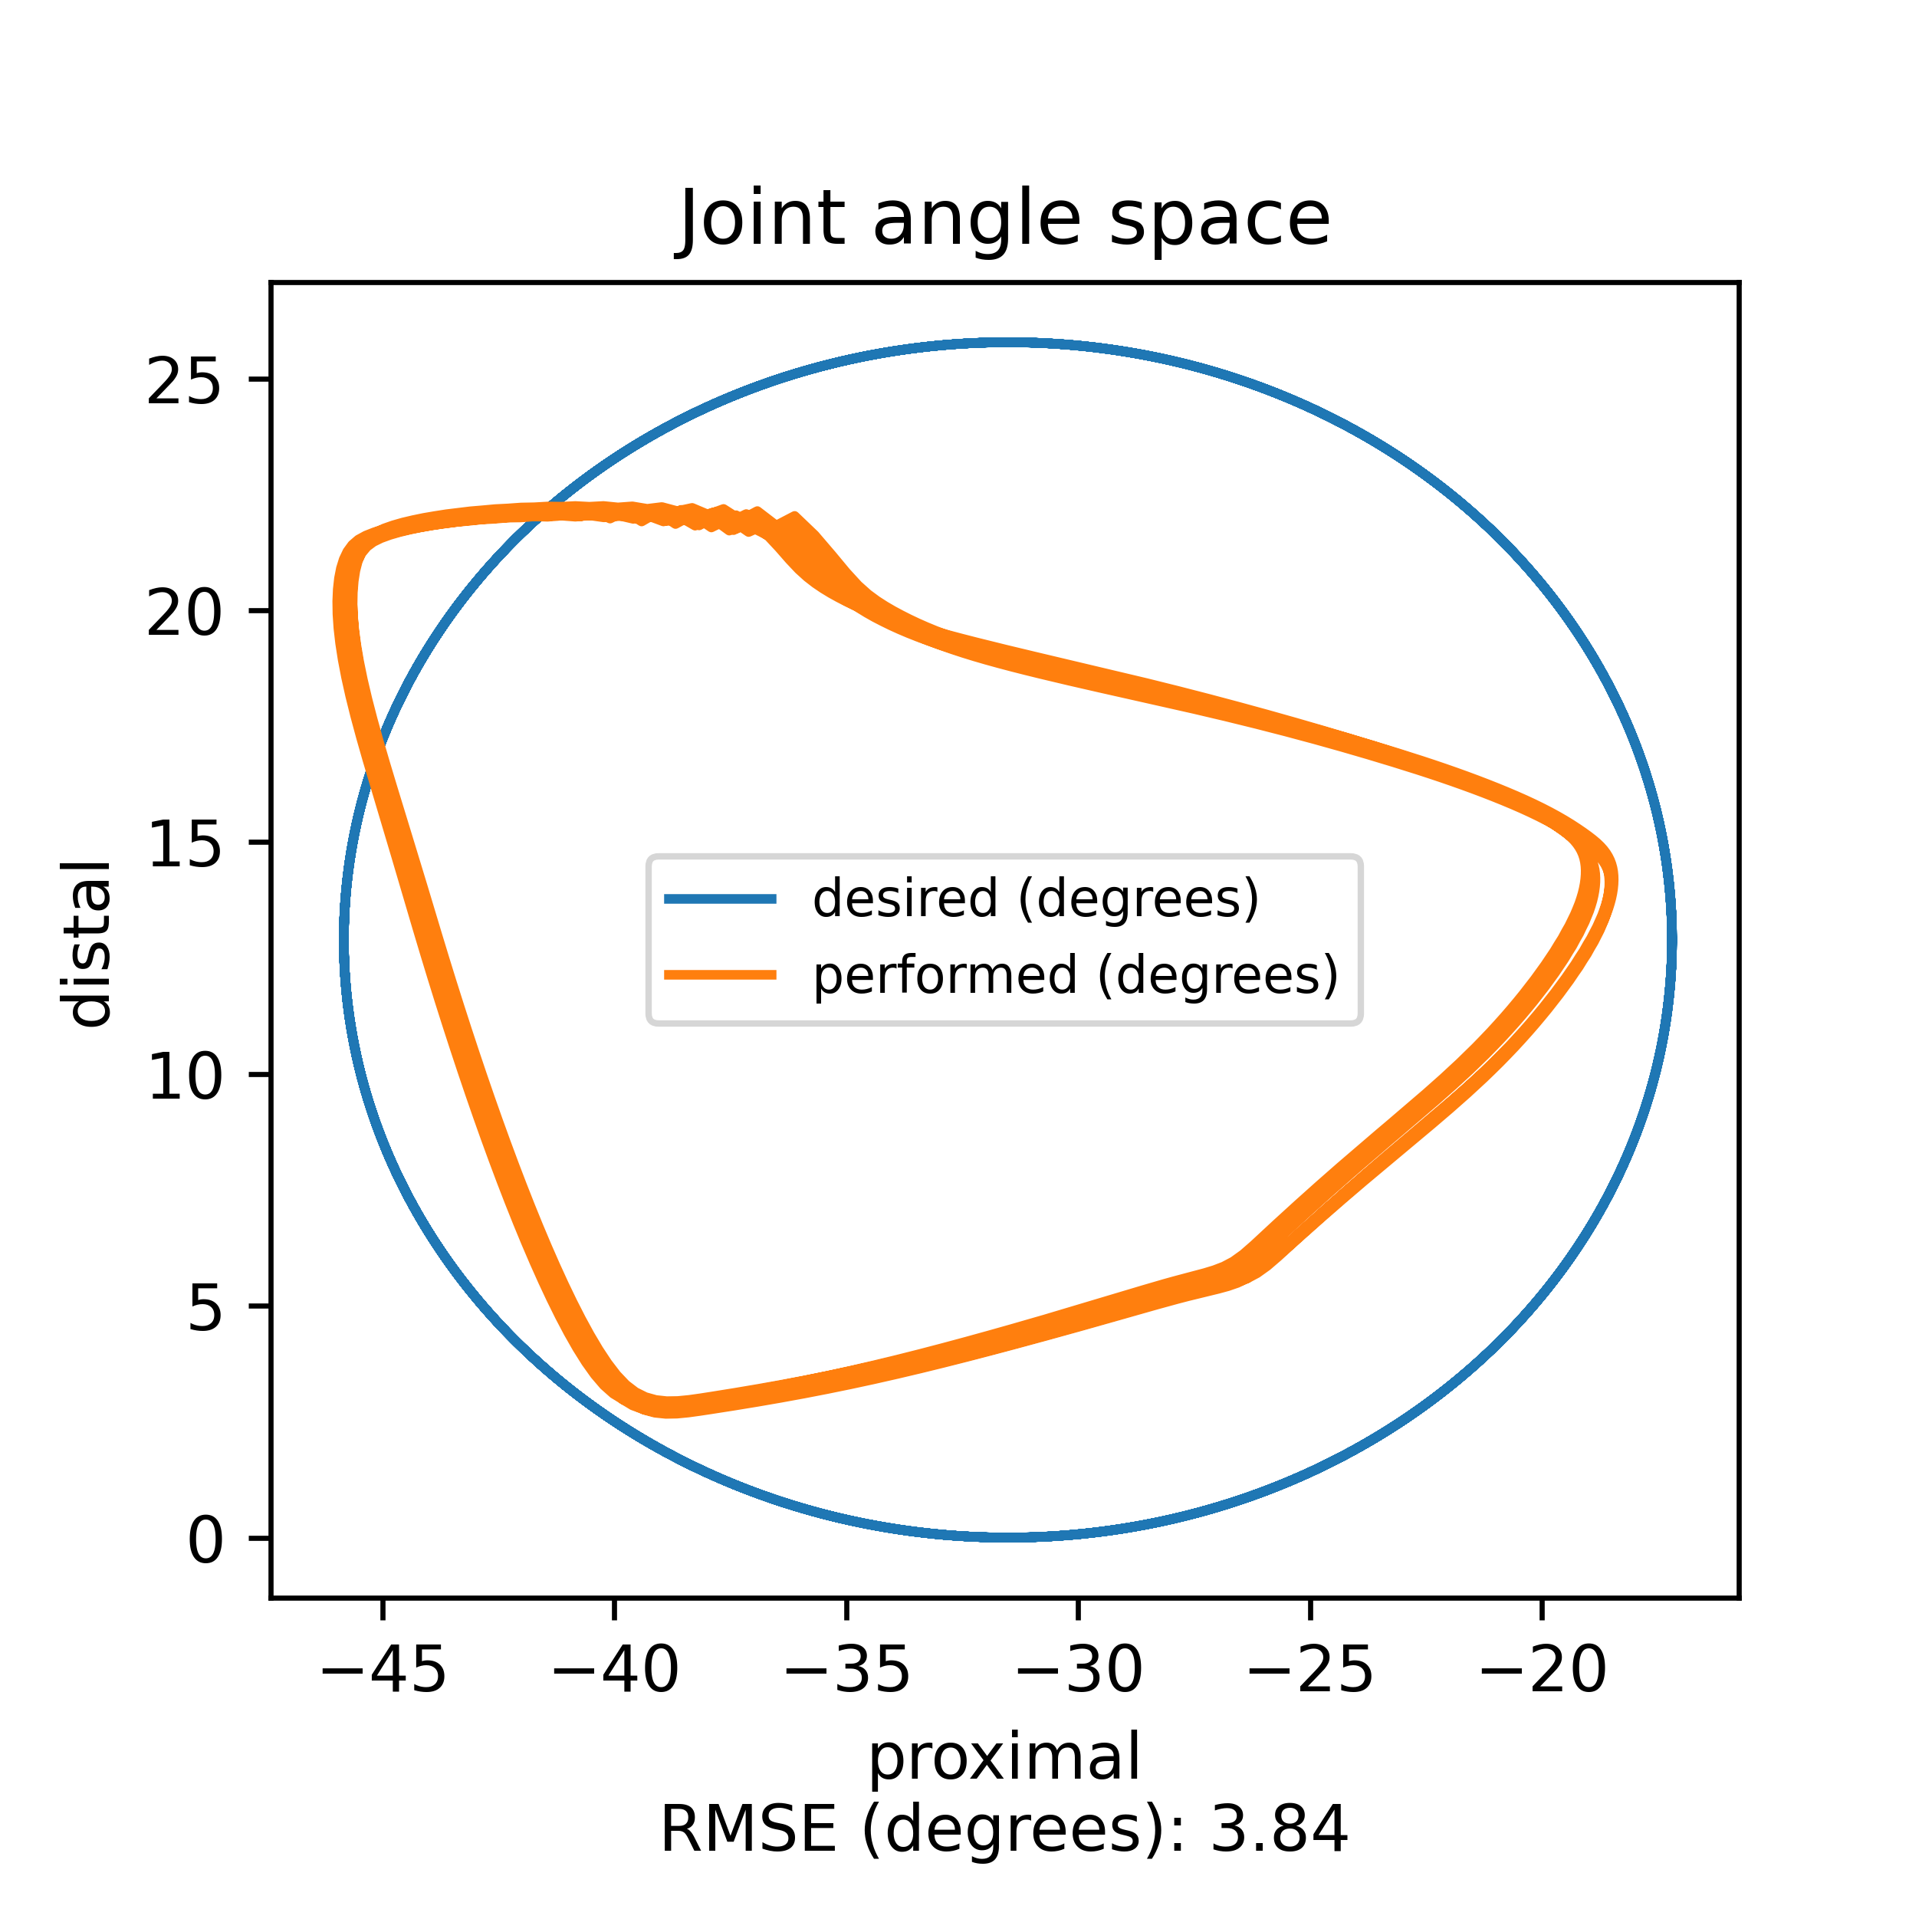 Joint angle space
25
20
15
10
5
0
distal
desired (degrees)
performed (degrees)
−45 −40 −35 −30 −25 −20
proximal
RMSE (degrees): 3.84